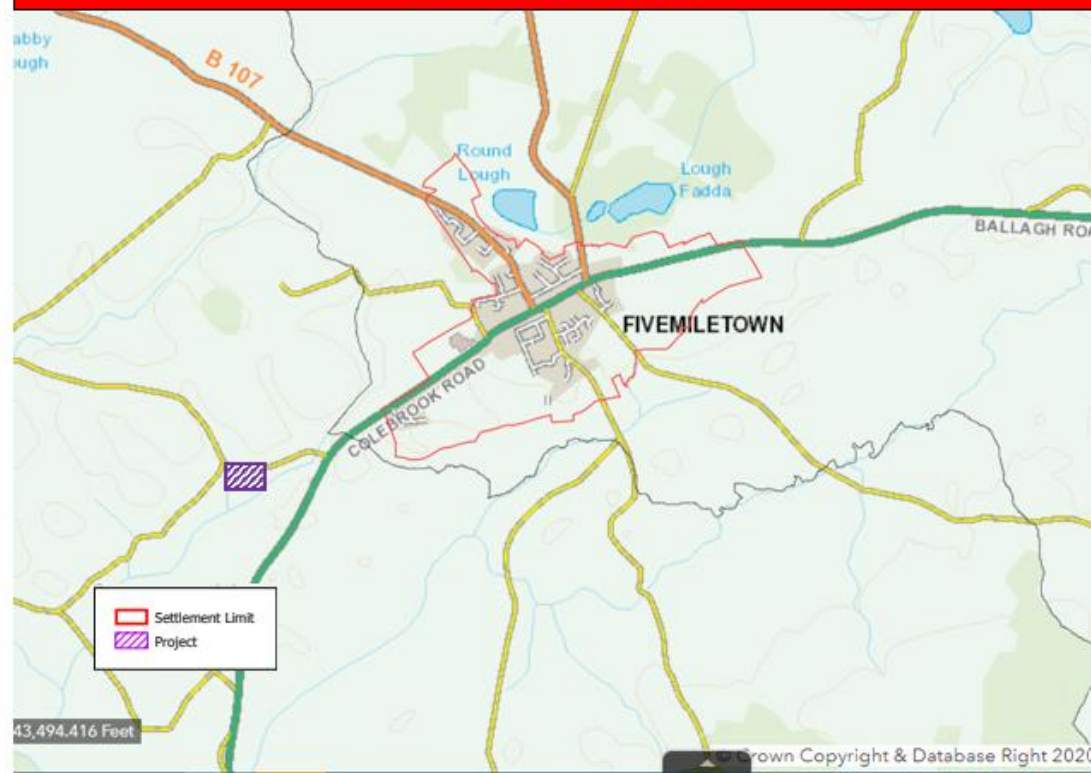 abby
ough
B 107
Round
Lough
Lough
Fadda
BALLAGH ROA
FIVEMILETOWN
COLEBROOK ROAD
Settlement Limit
Project
43,494.416 Feet
© Crown Copyright & Database Right 2020